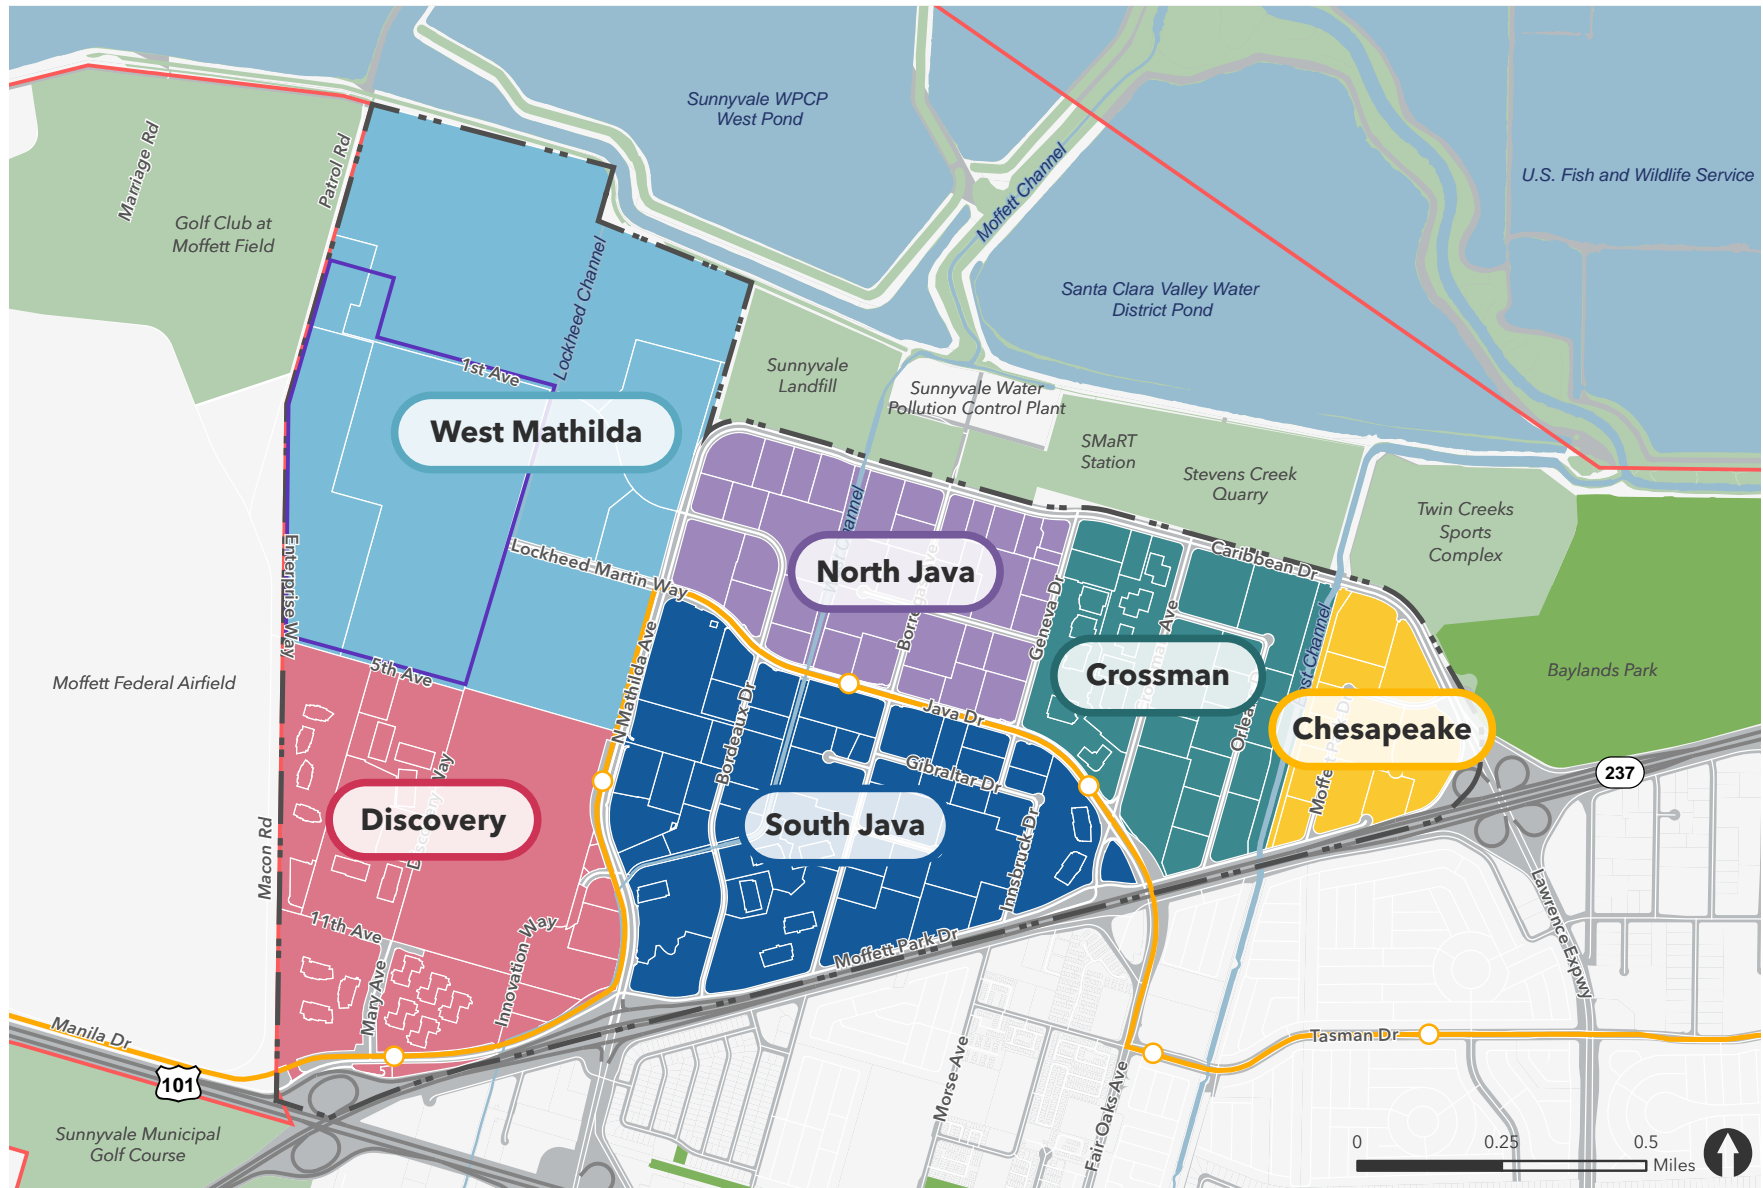 Sunnyvale WPCP
West Pond
Marriage Rd
Patrol Rd
Golf Club at
Moffett Field
Moffett Channel
U.S. Fish and Wildlife Service
Santa Clara Valley Water
District Pond
Lockheed Channel
1st Ave
Sunnyvale
Landfill
Sunnyvale Water
Pollution Control Plant
West Mathilda
SMaRT
Station
Stevens Creek
Quarry
Twin Creeks
Sports
Complex
Enterprise Way
Lockheed Martin Way
Channel
North Java
Geneva Dr
Caribbean Dr
Moffett Federal Airfield
5th Ave
N Mathilda Ave
Bordeaux Dr
Java Dr
Crossman
Ave
East Channel
Baylands Park
Chesapeake
Gibraltar Dr
237
Discovery
South Java
Innsbruck Dr
Macon Rd
11th Ave
Mary Ave
Innovation Way
Moffett Park Dr
Lawrence Expwy
Manila Dr
101
Tasman Dr
Morse Ave
Fair Oaks Ave
Sunnyvale Municipal
Golf Course
0 0.25 0.5
Miles